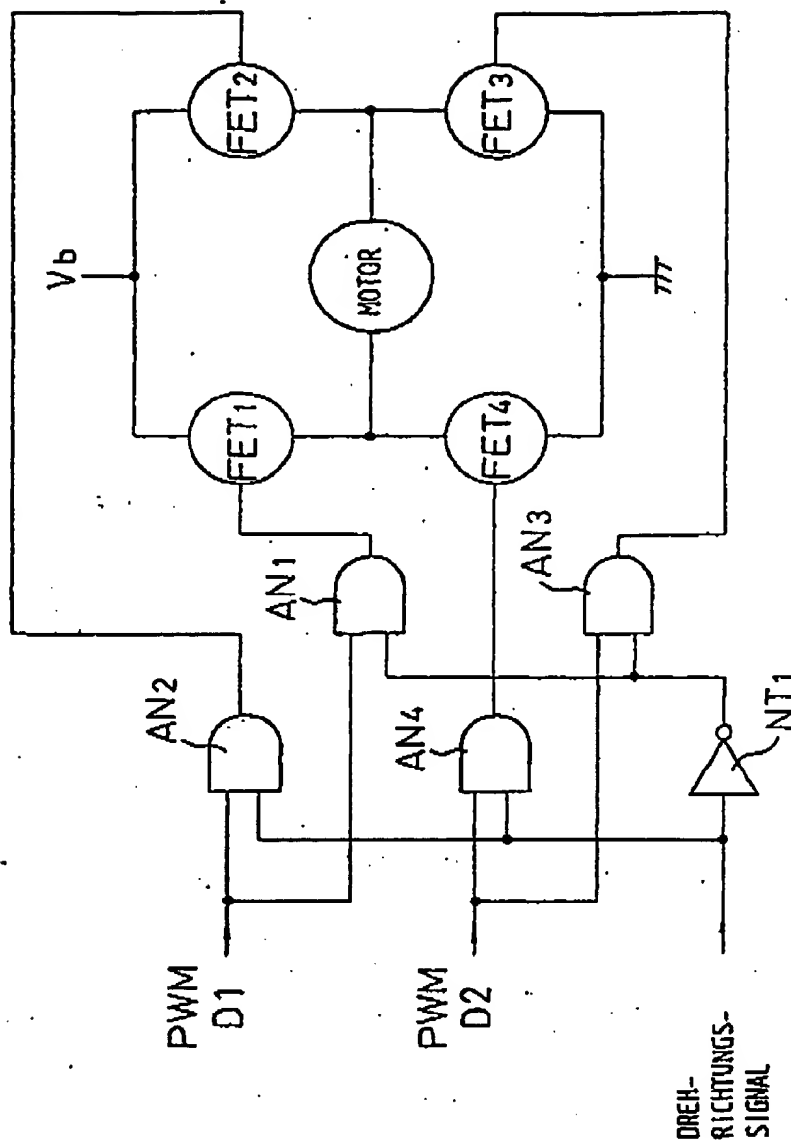 Vb
FET1
FET2
MOTOR
FET4
FET3
AN1
AN2
AN3
AN4
NT1
PWM
D1
PWM
D2
DREH-
RICHTUNGS-
SIGNAL